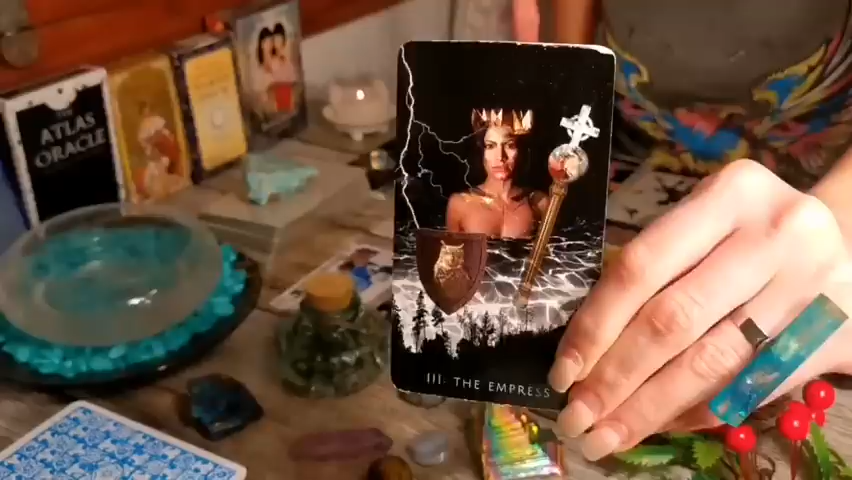 THE
ATLAS
ORACLE
III: THE EMPRESS